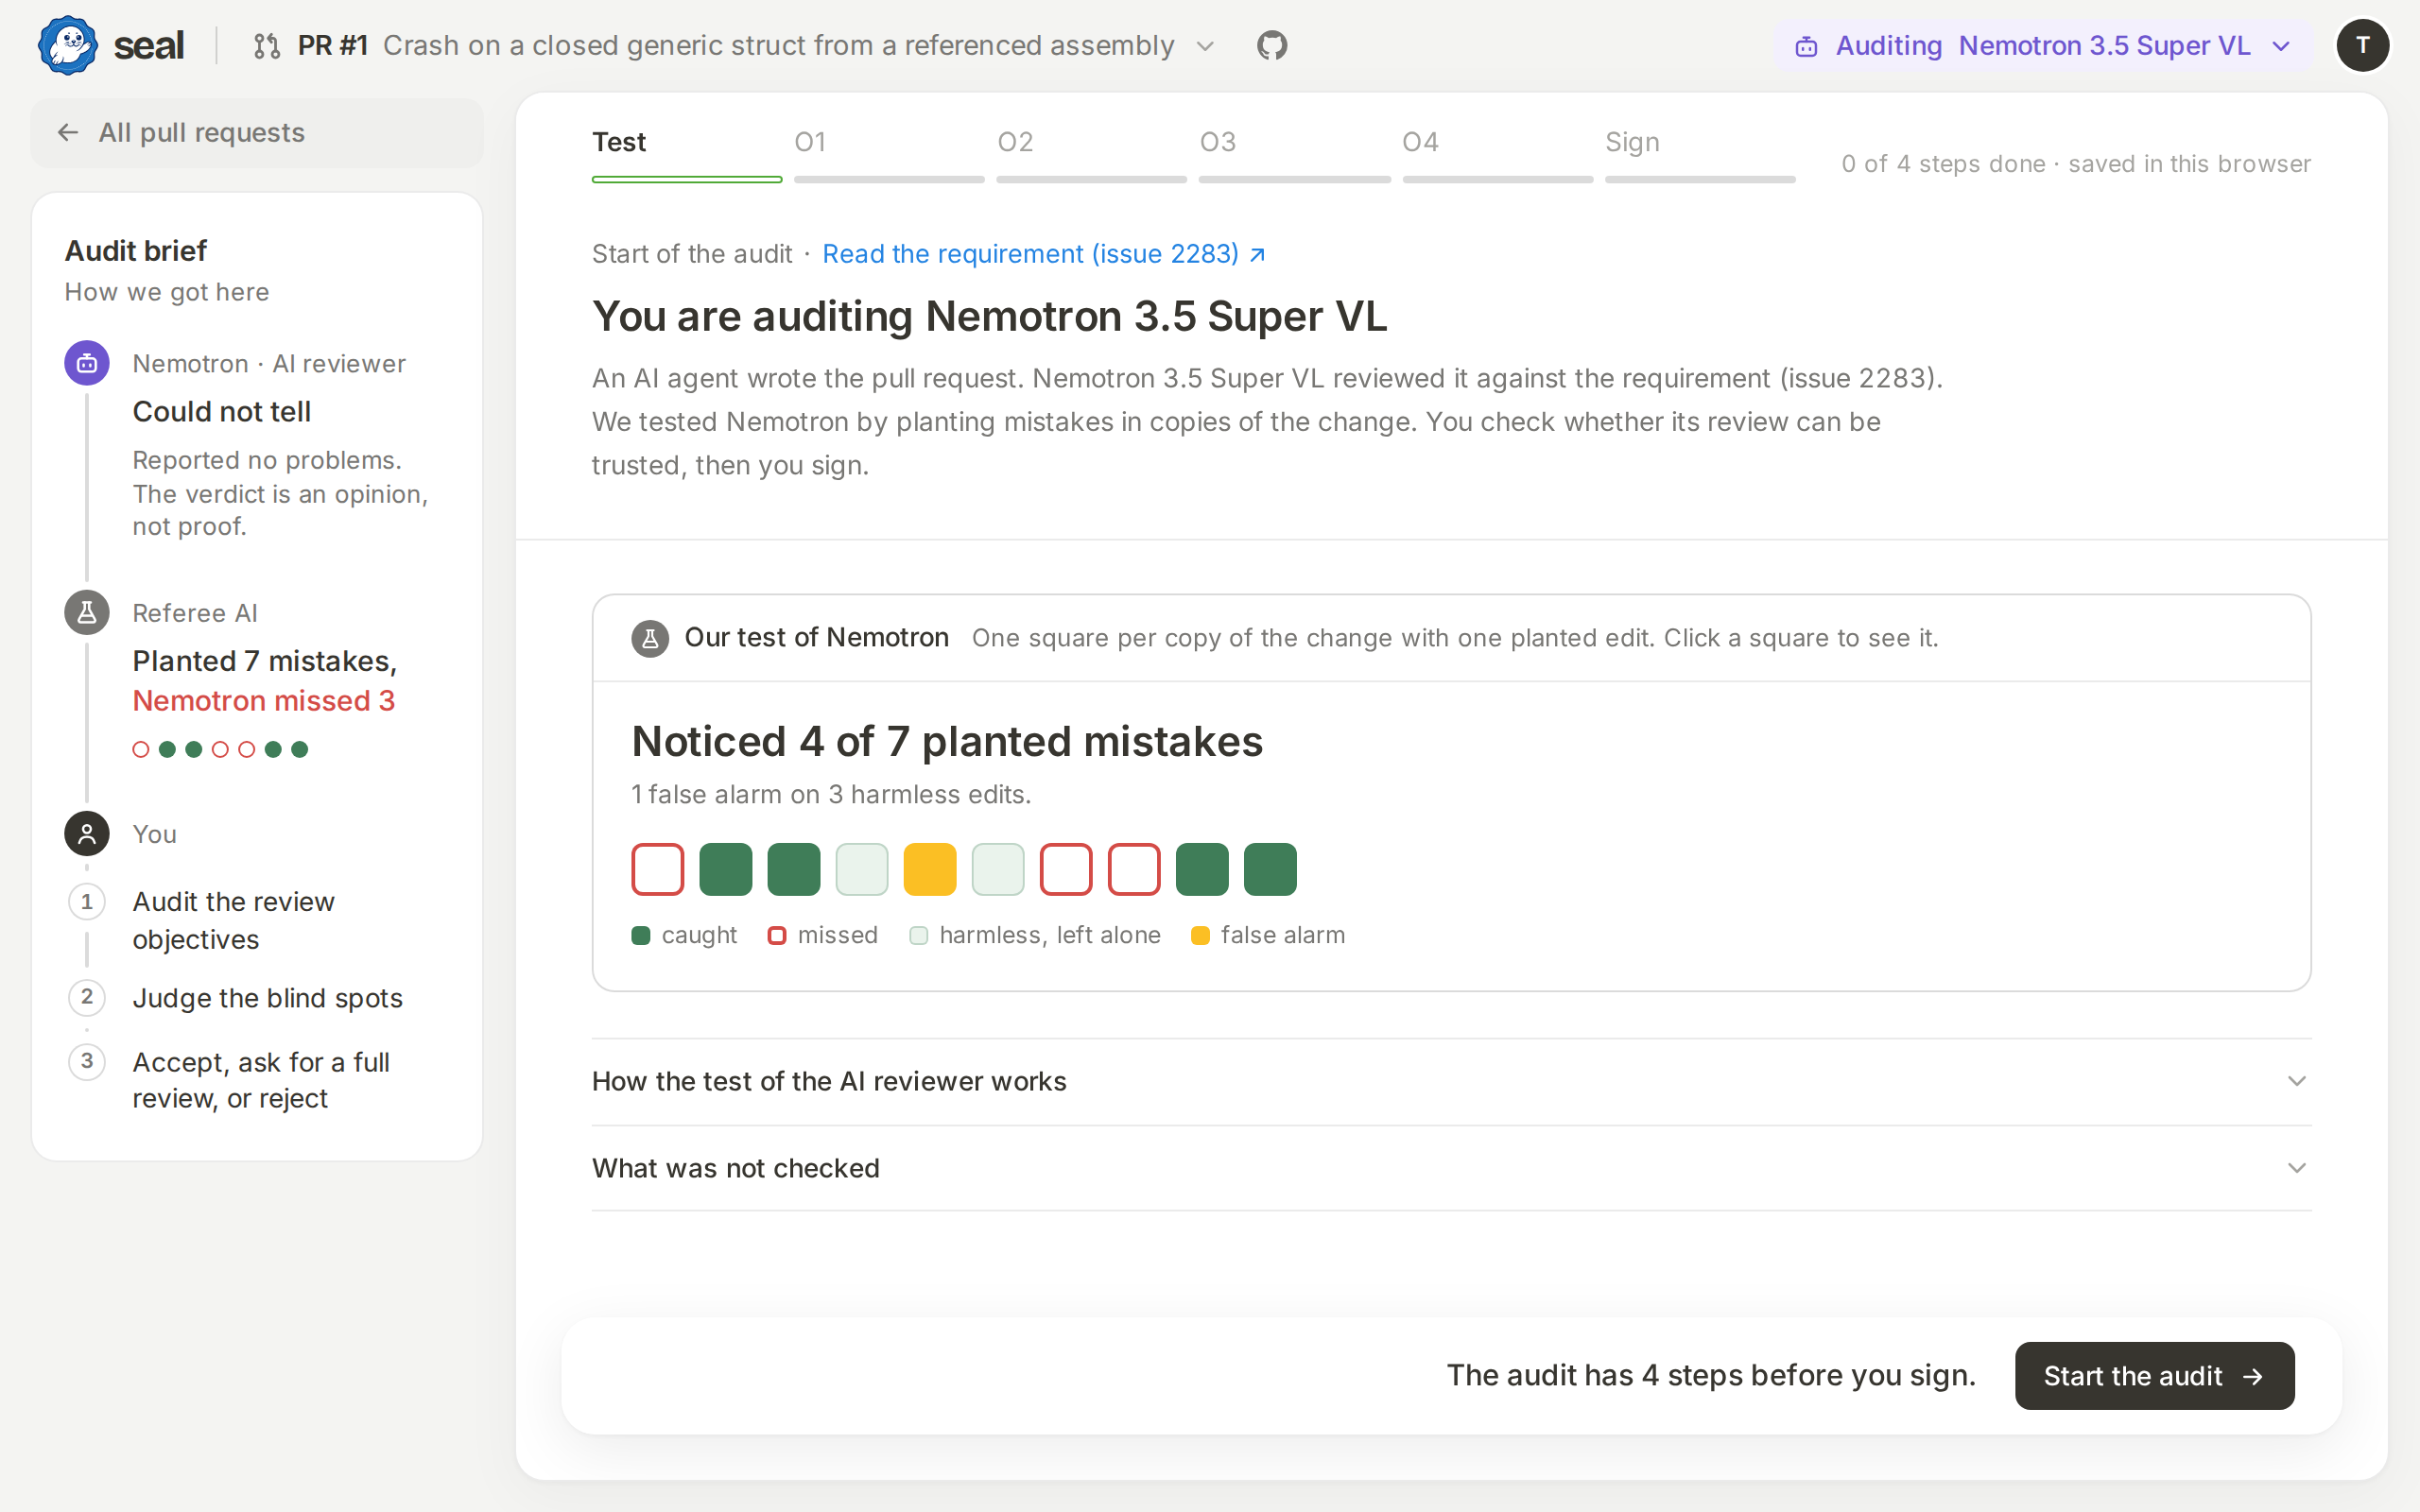 seal
PR #1 Crash on a closed generic struct from a referenced assembly
Auditing Nemotron 3.5 Super VL
T
All pull requests
Audit brief
How we got here
Nemotron · AI reviewer
Could not tell
Reported no problems.
The verdict is an opinion,
not proof.
Referee AI
Planted 7 mistakes,
Nemotron missed 3
You
1 Audit the review
objectives
2 Judge the blind spots
3 Accept, ask for a full
review, or reject
Test O1 O2 O3 O4 Sign
0 of 4 steps done · saved in this browser
Start of the audit · Read the requirement (issue 2283)
You are auditing Nemotron 3.5 Super VL
An AI agent wrote the pull request. Nemotron 3.5 Super VL reviewed it against the requirement (issue 2283).
We tested Nemotron by planting mistakes in copies of the change. You check whether its review can be
trusted, then you sign.
Our test of Nemotron One square per copy of the change with one planted edit. Click a square to see it.
Noticed 4 of 7 planted mistakes
1 false alarm on 3 harmless edits.
caught missed harmless, left alone false alarm
How the test of the AI reviewer works
What was not checked
The audit has 4 steps before you sign.
Start the audit